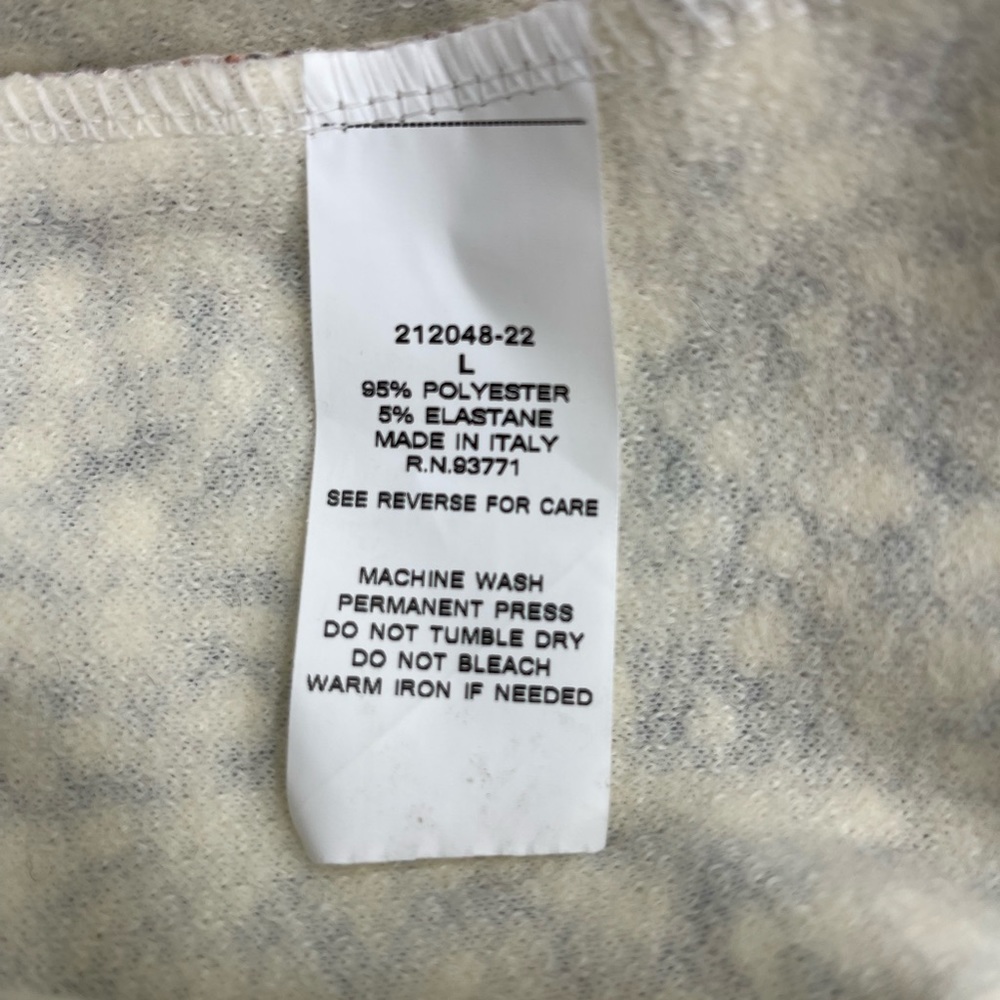 212048-22
L
95% POLYESTER
5% ELASTANE
MADE IN ITALY
R.N.93771
SEE REVERSE FOR CARE
MACHINE WASH
PERMANENT PRESS
DO NOT TUMBLE DRY
DO NOT BLEACH
WARM IRON IF NEEDED